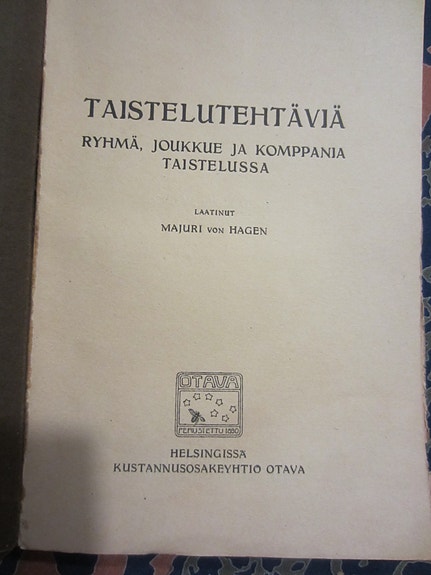 TAISTELUTEHTÄVIÄ
RYHMÄ, JOUKKUE JA KOMPPANIA
TAISTELUSSA
LAATINUT
MAJURI VON HAGEN
OTAVA
PERUSTETTU 1890
HELSINGISSÄ
KUSTANNUSOSAKEYHTIÖ OTAVA